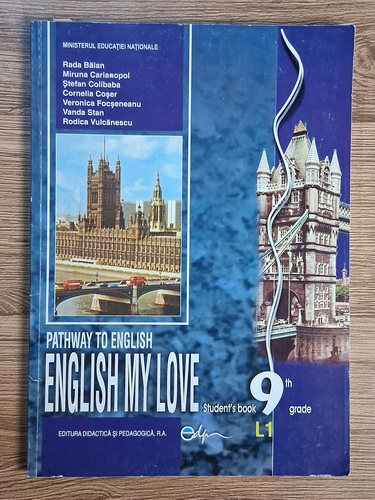 MINISTERUL EDUCAȚIEI NAȚIONALE
Rada Bălan
Miruna Carianopol
Ștefan Colibaba
Cornelia Coșer
Veronica Focșeneanu
Vanda Stan
Rodica Vulcănescu
PATHWAY TO ENGLISH
ENGLISH MY LOVE
Student's book 9th grade
L1
EDITURA DIDACTICĂ ȘI PEDAGOGICĂ, R.A.
edp